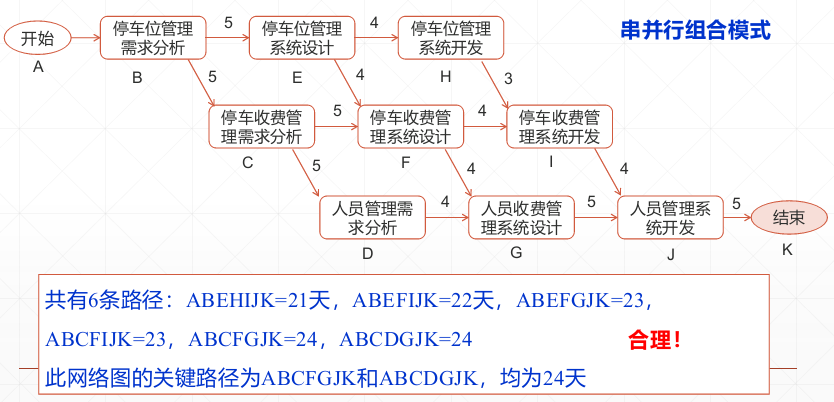 串并行组合模式
开始
A
停车位管理
需求分析
B
5
停车位管理
系统设计
E
4
停车位管理
系统开发
H
5
4
3
停车收费管
理需求分析
C
5
停车收费管
理系统设计
F
4
停车收费管
理系统开发
I
5
4
4
人员管理需
求分析
D
4
人员收费管
理系统设计
G
5
人员管理系
统开发
J
5
结束
K
共有6条路径：ABEHIJK=21天，ABEFIJK=22天，ABEFGJK=23，
ABCFIJK=23，ABCFGJK=24，ABCDGJK=24
合理！
此网络图的关键路径为ABCFGJK和ABCDGJK，均为24天